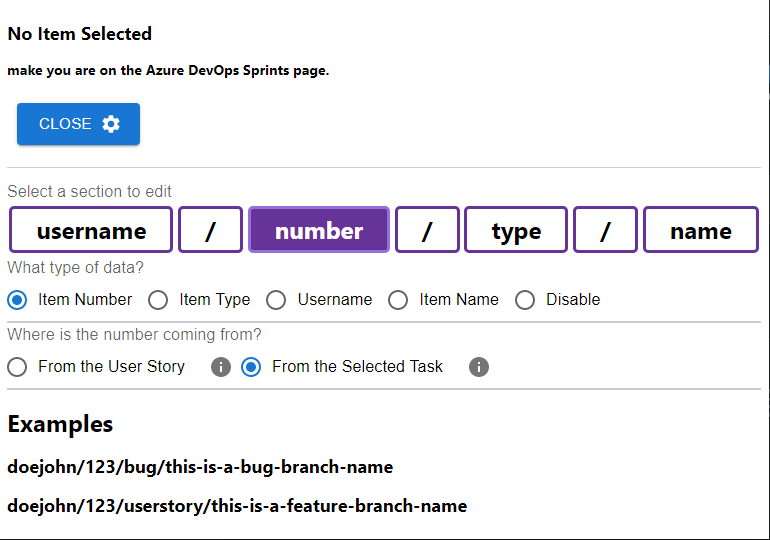 No Item Selected
make you are on the Azure DevOps Sprints page.
CLOSE
Select a section to edit
username / number / type / name
What type of data?
Item Number Item Type Username Item Name Disable
Where is the number coming from?
From the User Story i From the Selected Task i
Examples
doejohn/123/bug/this-is-a-bug-branch-name
doejohn/123/userstory/this-is-a-feature-branch-name